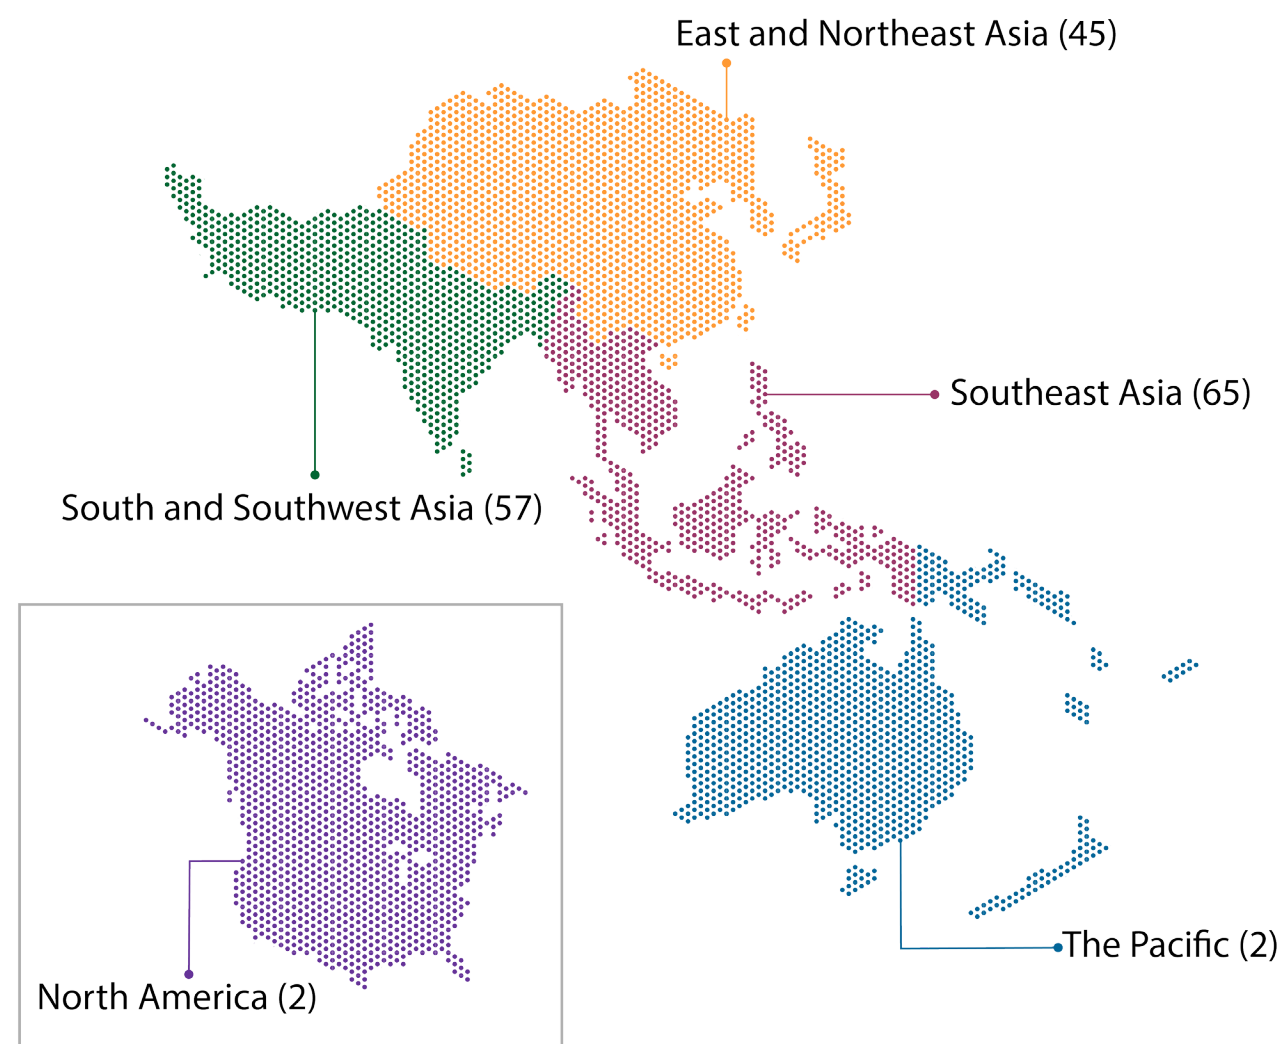 East and Northeast Asia (45)
Southeast Asia (65)
South and Southwest Asia (57)
The Pacific (2)
North America (2)